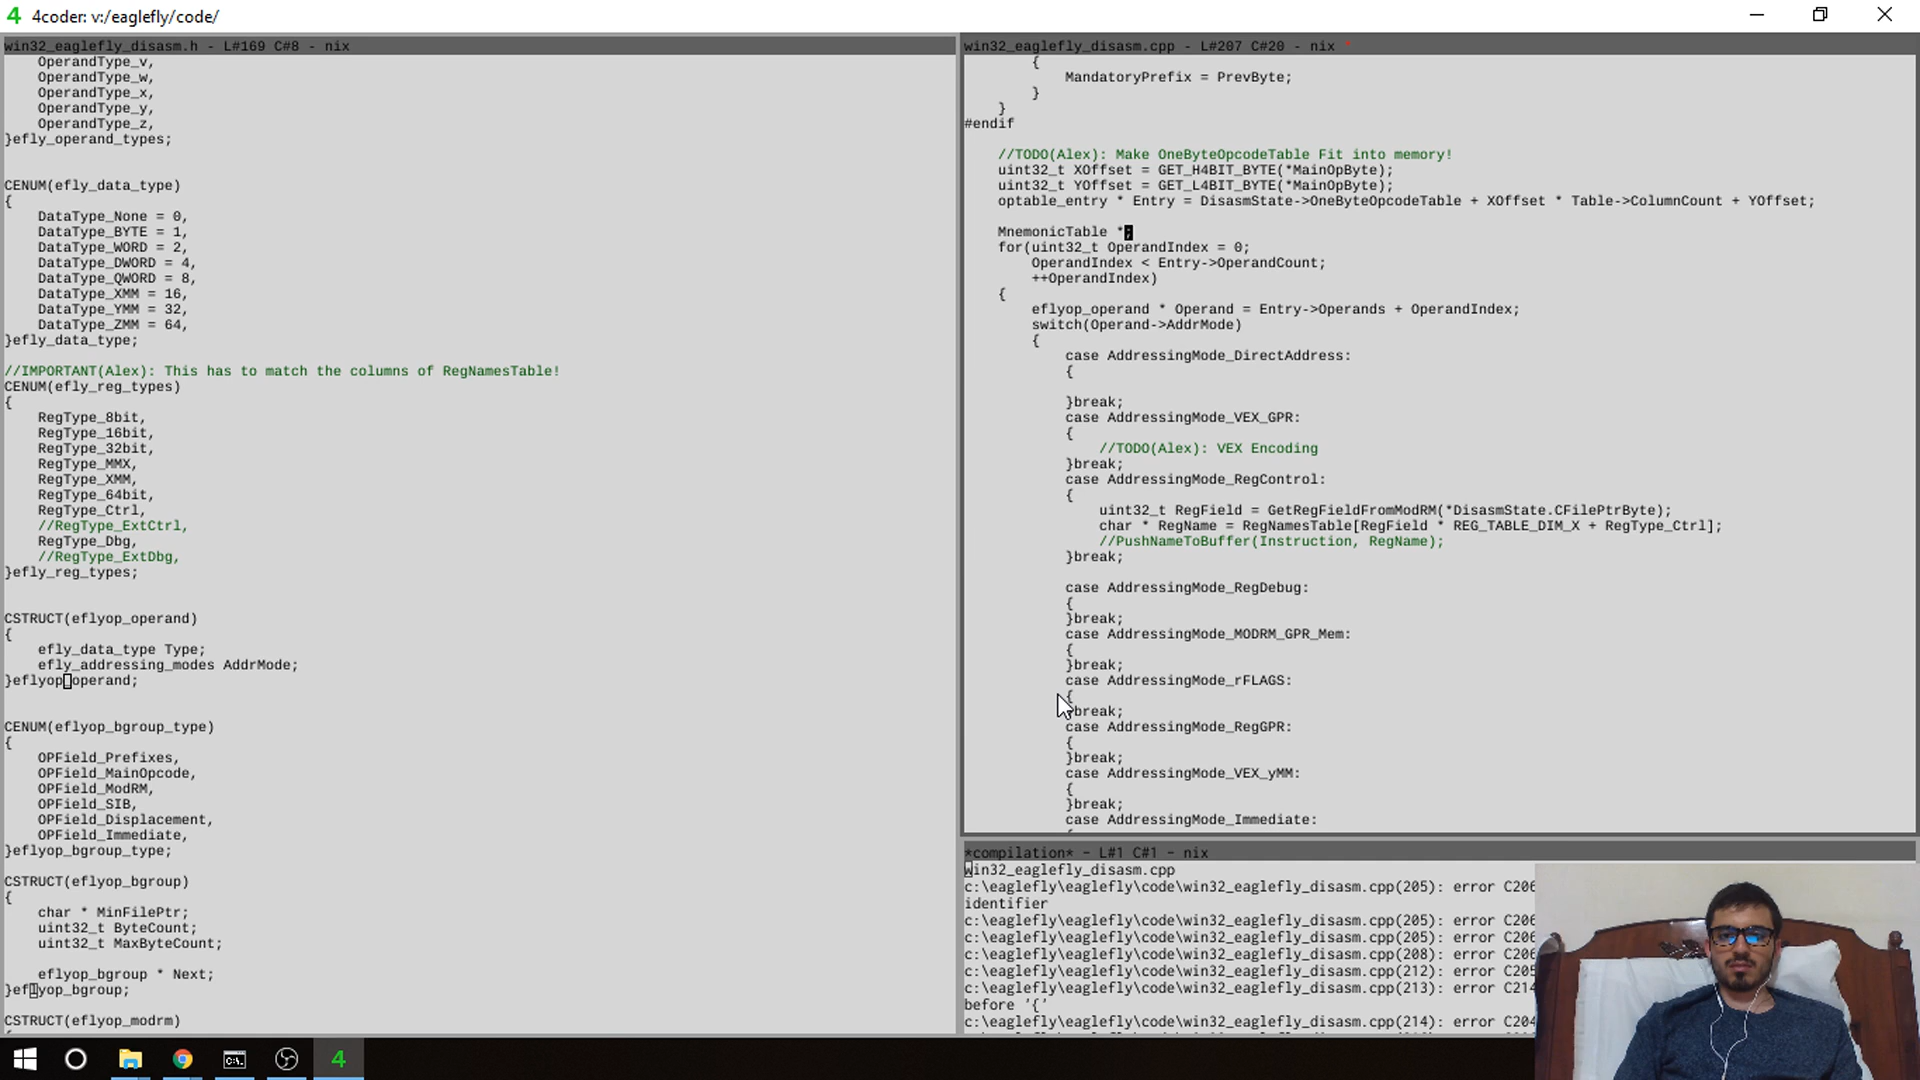 4 4coder: v:/eaglefly/code/
win32_eaglefly_disasm.h - L#169 C#8 - nix
OperandType_v,
OperandType_w,
OperandType_x,
OperandType_y,
OperandType_z,
}efly_operand_types;
CENUM(efly_data_type)
{
DataType_None = 0,
DataType_BYTE = 1,
DataType_WORD = 2,
DataType_DWORD = 4,
DataType_QWORD = 8,
DataType_XMM = 16,
DataType_YMM = 32,
DataType_ZMM = 64,
}efly_data_type;
//IMPORTANT(Alex): This has to match the columns of RegNamesTable!
CENUM(efly_reg_types)
{
RegType_8bit,
RegType_16bit,
RegType_32bit,
RegType_MMX,
RegType_XMM,
RegType_64bit,
RegType_Ctrl,
//RegType_ExtCtrl,
RegType_Dbg,
//RegType_ExtDbg,
}efly_reg_types;
CSTRUCT(eflyop_operand)
{
efly_data_type Type;
efly_addressing_modes AddrMode;
}eflyop_operand;
CENUM(eflyop_bgroup_type)
{
OPField_Prefixes,
OPField_MainOpcode,
OPField_ModRM,
OPField_SIB,
OPField_Displacement,
OPField_Immediate,
}eflyop_bgroup_type;
CSTRUCT(eflyop_bgroup)
{
char * MinFilePtr;
uint32_t ByteCount;
uint32_t MaxByteCount;
eflyop_bgroup * Next;
}eflyop_bgroup;
CSTRUCT(eflyop_modrm)
win32_eaglefly_disasm.cpp - L#207 C#20 - nix *
{
MandatoryPrefix = PrevByte;
}
}
#endif
//TODO(Alex): Make OneByteOpcodeTable Fit into memory!
uint32_t XOffset = GET_H4BIT_BYTE(*MainOpByte);
uint32_t YOffset = GET_L4BIT_BYTE(*MainOpByte);
optable_entry * Entry = DisasmState->OneByteOpcodeTable + XOffset * Table->ColumnCount + YOffset;
MnemonicTable *;
for(uint32_t OperandIndex = 0;
OperandIndex < Entry->OperandCount;
++OperandIndex)
{
eflyop_operand * Operand = Entry->Operands + OperandIndex;
switch(Operand->AddrMode)
{
case AddressingMode_DirectAddress:
{
}break;
case AddressingMode_VEX_GPR:
{
//TODO(Alex): VEX Encoding
}break;
case AddressingMode_RegControl:
{
uint32_t RegField = GetRegFieldFromModRM(*DisasmState.CFilePtrByte);
char * RegName = RegNamesTable[RegField * REG_TABLE_DIM_X + RegType_Ctrl];
//PushNameToBuffer(Instruction, RegName);
}break;
case AddressingMode_RegDebug:
{
}break;
case AddressingMode_MODRM_GPR_Mem:
{
}break;
case AddressingMode_rFLAGS:
{
}break;
case AddressingMode_RegGPR:
{
}break;
case AddressingMode_VEX_yMM:
{
}break;
case AddressingMode_Immediate:
*compilation* - L#1 C#1 - nix
win32_eaglefly_disasm.cpp
c:\eaglefly\eaglefly\code\win32_eaglefly_disasm.cpp(205): error C206
identifier
c:\eaglefly\eaglefly\code\win32_eaglefly_disasm.cpp(205): error C206
c:\eaglefly\eaglefly\code\win32_eaglefly_disasm.cpp(205): error C206
c:\eaglefly\eaglefly\code\win32_eaglefly_disasm.cpp(208): error C206
c:\eaglefly\eaglefly\code\win32_eaglefly_disasm.cpp(212): error C205
c:\eaglefly\eaglefly\code\win32_eaglefly_disasm.cpp(213): error C214
before '{'
c:\eaglefly\eaglefly\code\win32_eaglefly_disasm.cpp(214): error C204
C:\.
4